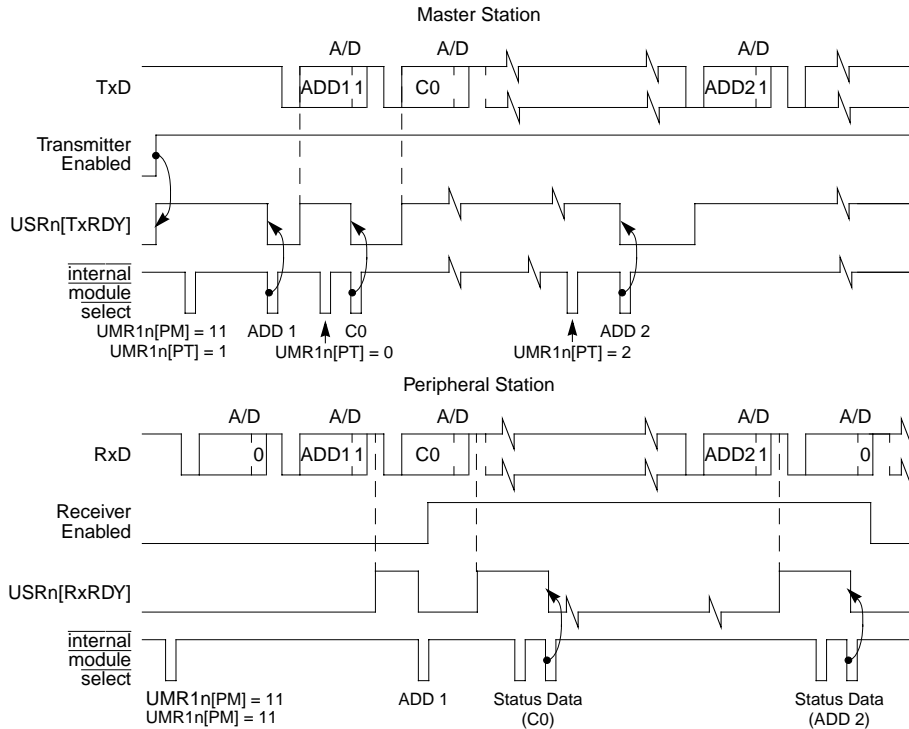 Master Station
A/D A/D A/D
TxD ADD1 1 C0 ADD2 1
Transmitter
Enabled
USRn[TxRDY]
internal
module
select
UMR1n[PM] = 11 ADD 1 C0 ADD 2
UMR1n[PT] = 1 UMR1n[PT] = 0 UMR1n[PT] = 2
Peripheral Station
A/D A/D A/D A/D A/D
RxD 0 ADD1 1 C0 ADD2 1 0
Receiver
Enabled
USRn[RxRDY]
internal
module
select
UMR1n[PM] = 11 ADD 1 Status Data Status Data
UMR1n[PM] = 11 (C0) (ADD 2)